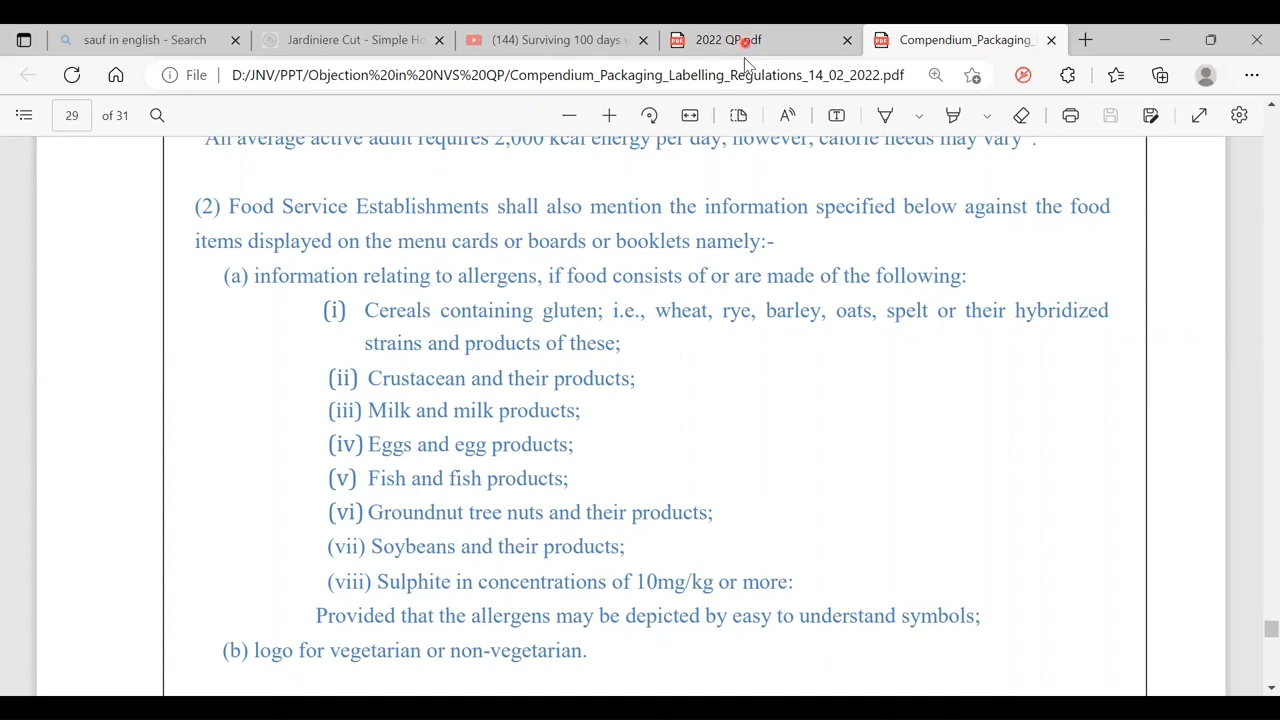 sauf in english - Search
Jardiniere Cut - Simple Ho
(144) Surviving 100 days
2022 QP.pdf
Compendium_Packaging_
File
D:/JNV/PPT/Objection%20in%20NVS%20QP/Compendium_Packaging_Labelling_Regulations_14_02_2022.pdf
29 of 31
An average active adult requires 2,000 kcal energy per day, however, calorie needs may vary".
(2) Food Service Establishments shall also mention the information specified below against the food
items displayed on the menu cards or boards or booklets namely:-
(a) information relating to allergens, if food consists of or are made of the following:
(i) Cereals containing gluten; i.e., wheat, rye, barley, oats, spelt or their hybridized
strains and products of these;
(ii) Crustacean and their products;
(iii) Milk and milk products;
(iv) Eggs and egg products;
(v) Fish and fish products;
(vi) Groundnut tree nuts and their products;
(vii) Soybeans and their products;
(viii) Sulphite in concentrations of 10mg/kg or more:
Provided that the allergens may be depicted by easy to understand symbols;
(b) logo for vegetarian or non-vegetarian.